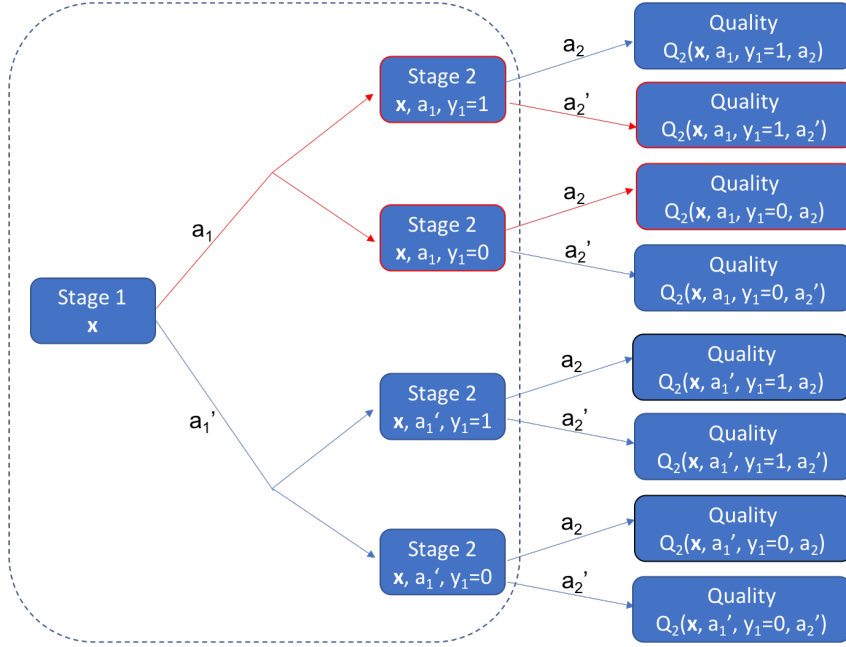 a₂
Quality
Q₂(x, a₁, y₁=1, a₂)
Stage 2
x, a₁, y₁=1
a₂’
Quality
Q₂(x, a₁, y₁=1, a₂’)
a₂
Quality
Q₂(x, a₁, y₁=0, a₂)
a₁
Stage 2
x, a₁, y₁=0
a₂’
Quality
Q₂(x, a₁, y₁=0, a₂’)
Stage 1
x
a₂
Quality
Q₂(x, a₁’, y₁=1, a₂)
a₁’
Stage 2
x, a₁‘, y₁=1
a₂’
Quality
Q₂(x, a₁’, y₁=1, a₂’)
a₂
Quality
Q₂(x, a₁’, y₁=0, a₂)
Stage 2
x, a₁‘, y₁=0
a₂’
Quality
Q₂(x, a₁’, y₁=0, a₂’)